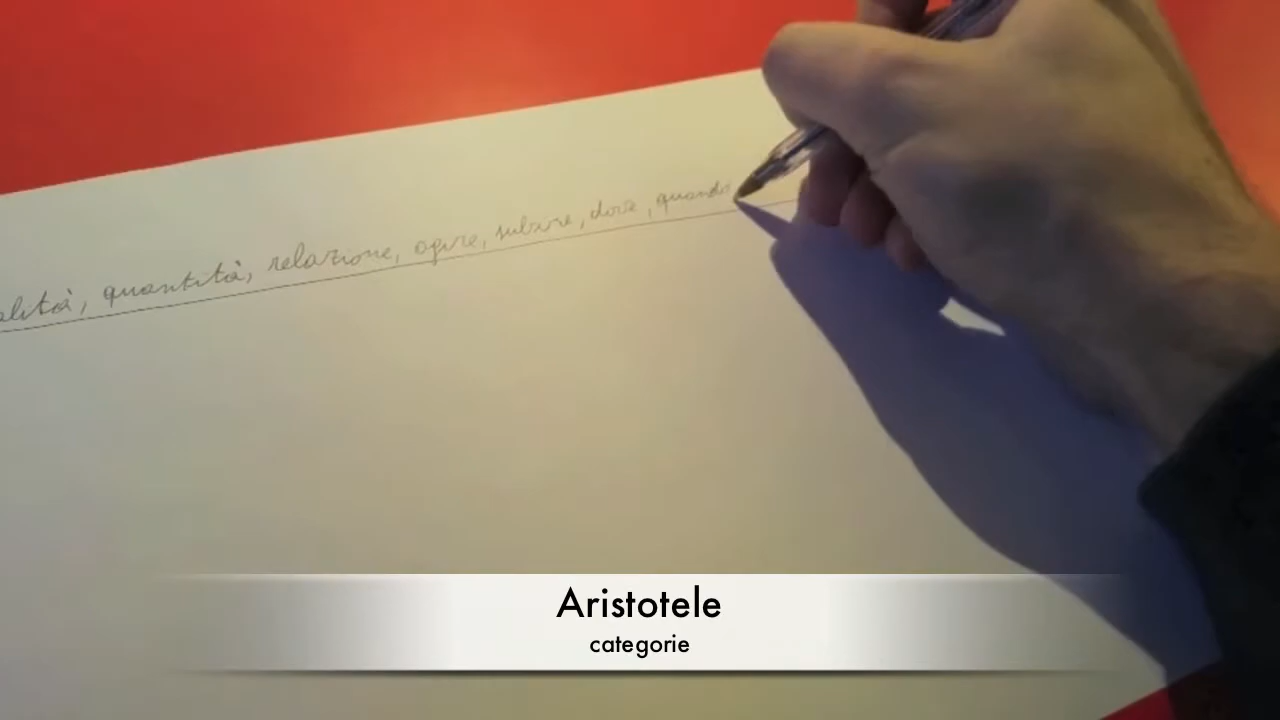 alità, quantità, relazione, agire, subire, dove, quando
Aristotele
categorie